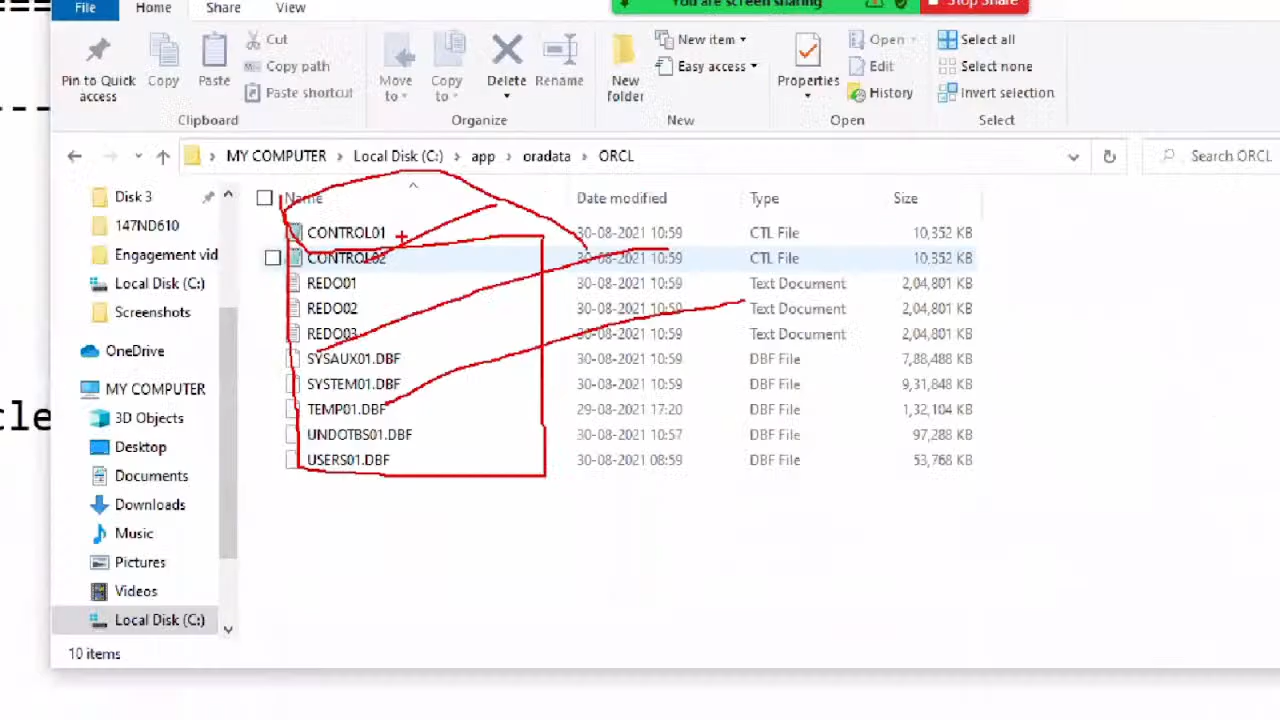 File Home Share View You are screen sharing Stop Share
Pin to Quick access
Copy
Paste
Cut
Copy path
Paste shortcut
Clipboard
Move to
Copy to
Delete
Rename
Organize
New folder
New item
Easy access
New
Properties
Open
Edit
History
Open
Select all
Select none
Invert selection
Select
MY COMPUTER > Local Disk (C:) > app > oradata > ORCL
Search ORCL
Disk 3
147ND610
Engagement vid
Local Disk (C:)
Screenshots
OneDrive
MY COMPUTER
3D Objects
Desktop
Documents
Downloads
Music
Pictures
Videos
Local Disk (C:)
Name Date modified Type Size
CONTROL01 30-08-2021 10:59 CTL File 10,352 KB
CONTROL02 30-08-2021 10:59 CTL File 10,352 KB
REDO01 30-08-2021 10:59 Text Document 2,04,801 KB
REDO02 30-08-2021 10:59 Text Document 2,04,801 KB
REDO03 30-08-2021 10:59 Text Document 2,04,801 KB
SYSAUX01.DBF 30-08-2021 10:59 DBF File 7,88,488 KB
SYSTEM01.DBF 30-08-2021 10:59 DBF File 9,31,848 KB
TEMP01.DBF 29-08-2021 17:20 DBF File 1,32,104 KB
UNDOTBS01.DBF 30-08-2021 10:57 DBF File 97,288 KB
USERS01.DBF 30-08-2021 08:59 DBF File 53,768 KB
10 items